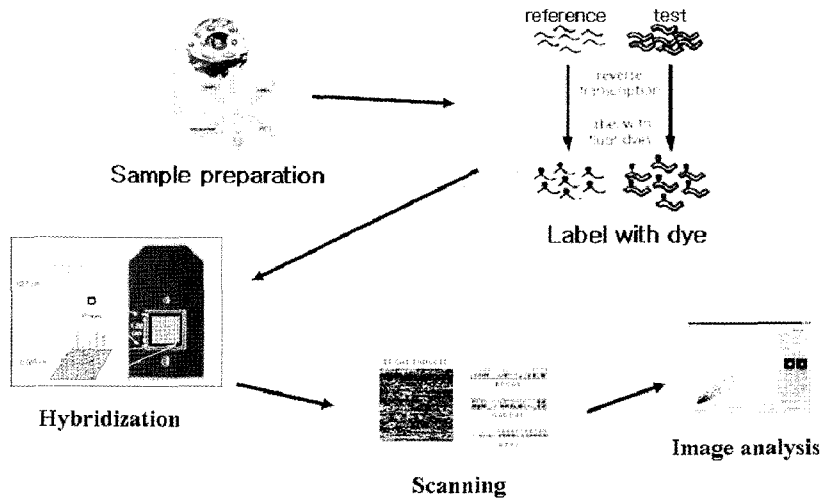 reference test
reverse
transcription
Sample preparation
Label with dye
Hybridization
Scanning
Image analysis